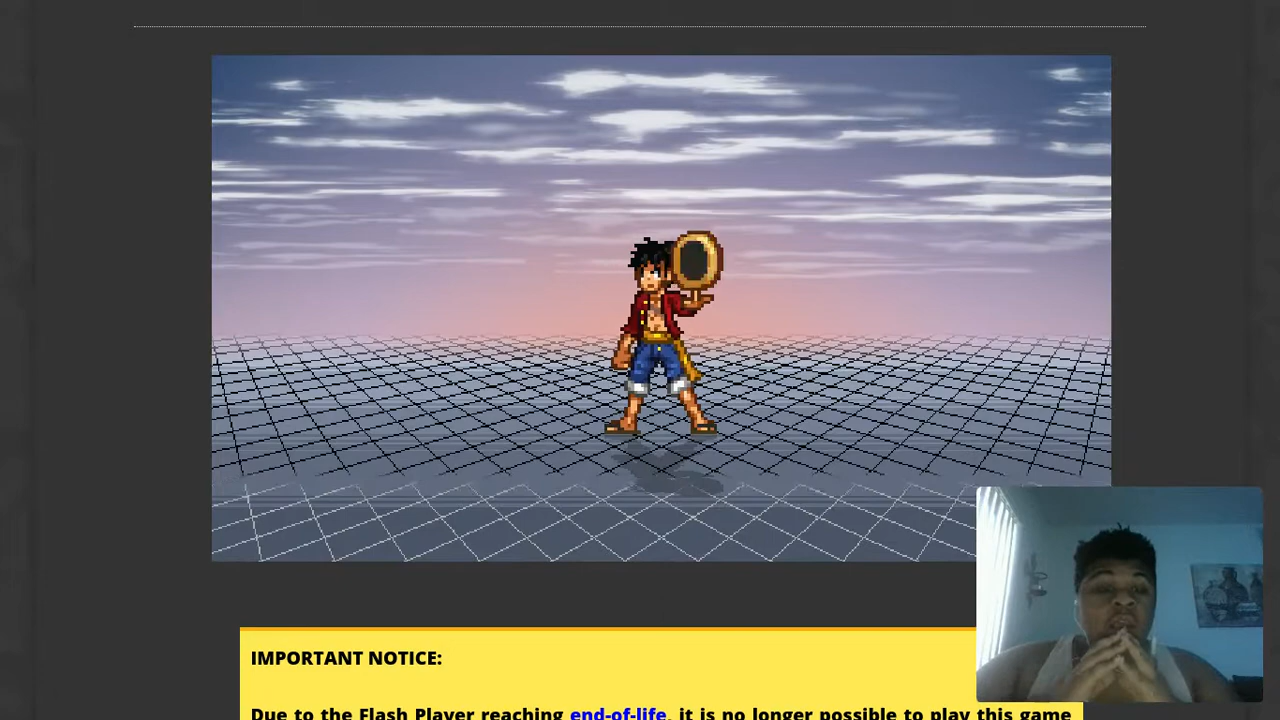 IMPORTANT NOTICE:
Due to the Flash Player reaching end-of-life, it is no longer possible to play this game